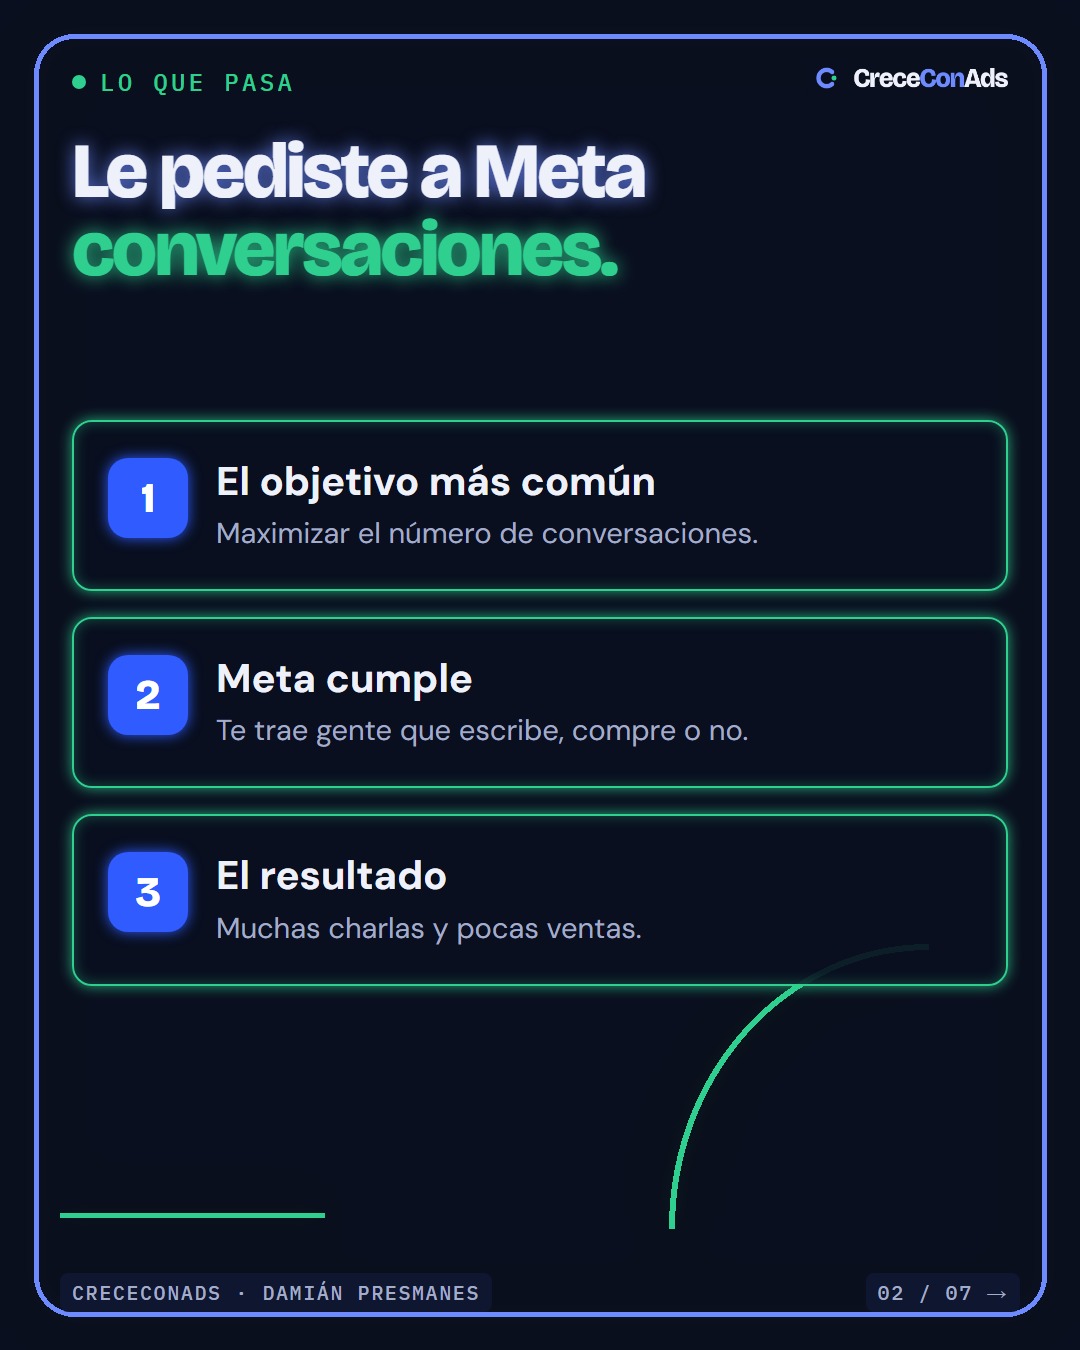 LO QUE PASA
CreceConAds
Le pediste a Meta
conversaciones.
1
El objetivo más común
Maximizar el número de conversaciones.
2
Meta cumple
Te trae gente que escribe, compre o no.
3
El resultado
Muchas charlas y pocas ventas.
CRECECONADS · DAMIÁN PRESMANES
02 / 07 →